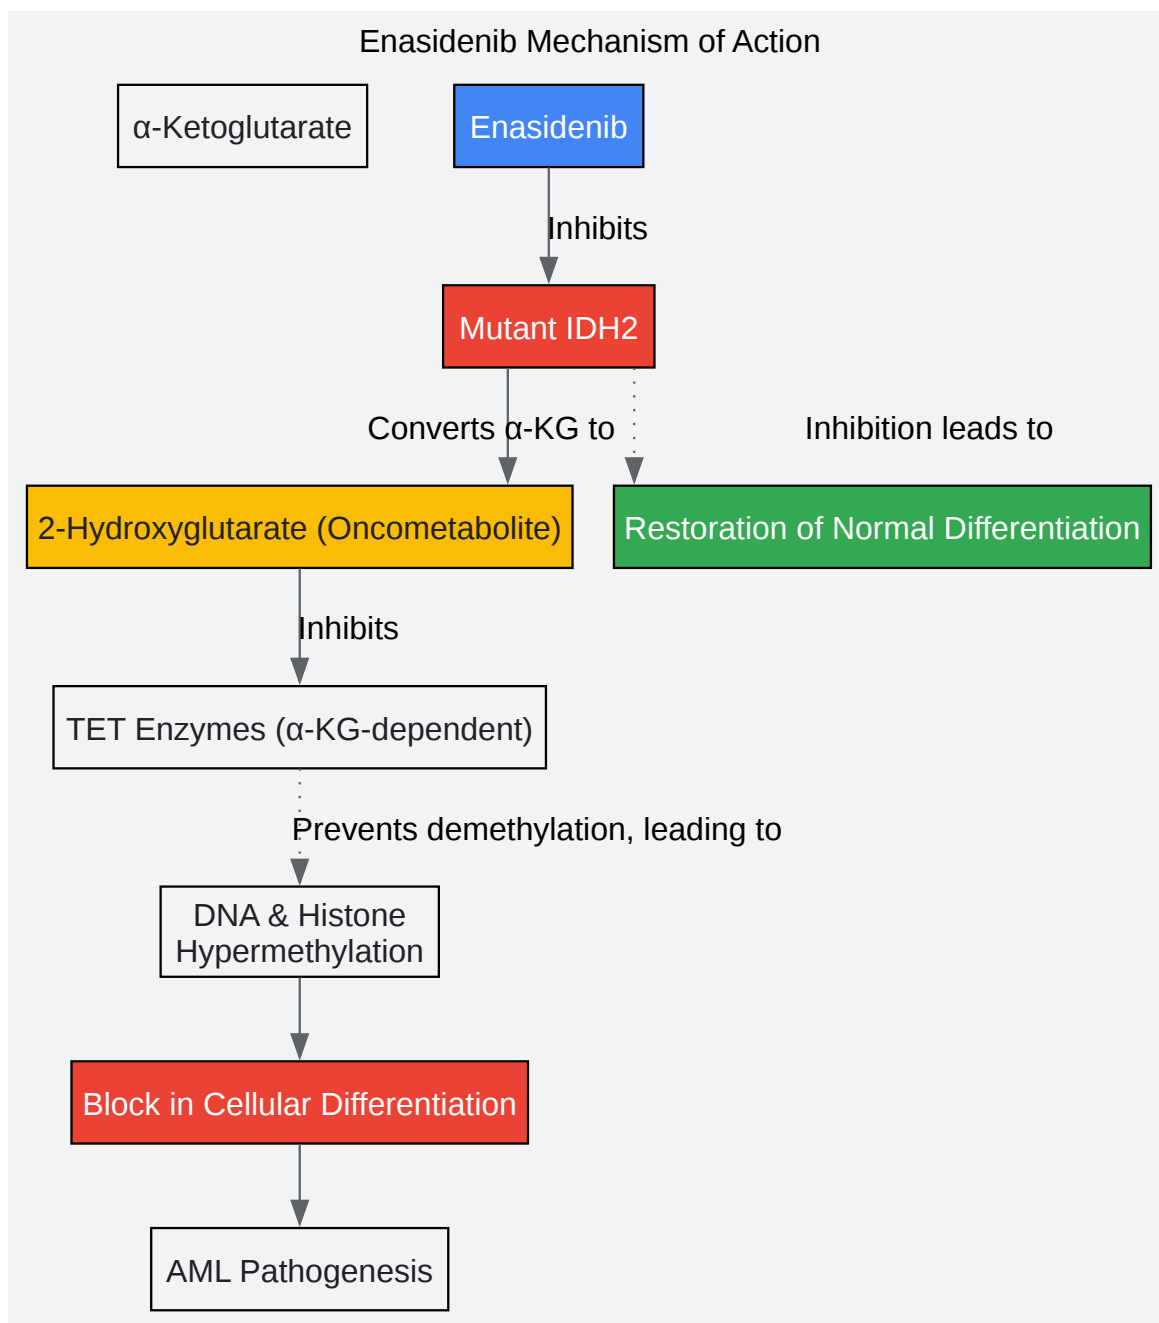 Enasidenib Mechanism of Action
α-Ketoglutarate
Enasidenib
Inhibits
Mutant IDH2
Converts α-KG to
Inhibition leads to
2-Hydroxyglutarate (Oncometabolite)
Restoration of Normal Differentiation
Inhibits
TET Enzymes (α-KG-dependent)
Prevents demethylation, leading to
DNA & Histone
Hypermethylation
Block in Cellular Differentiation
AML Pathogenesis